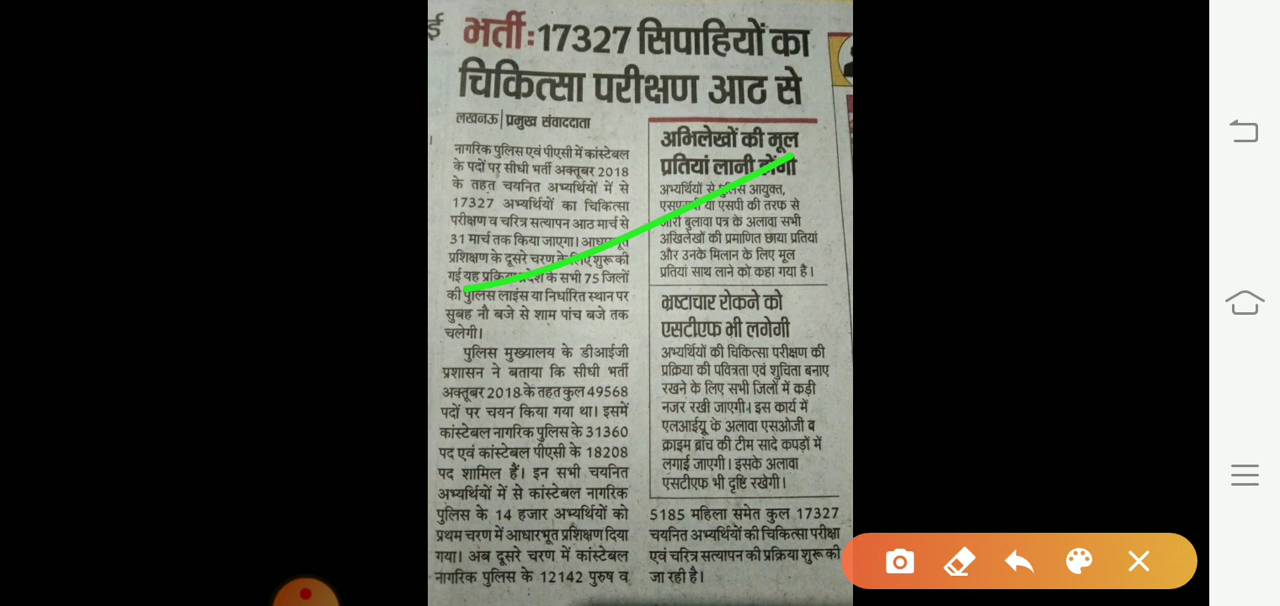 ई
भर्ती: 17327 सिपाहियों का
चिकित्सा परीक्षण आठ से
लखनऊ | प्रमुख संवाददाता
नागरिक पुलिस एवं पीएसी में कांस्टेबल
के पदों पर सीधी भर्ती अक्तूबर 2018
के तहत चयनित अभ्यर्थियों में से
17327 अभ्यर्थियों का चिकित्सा
परीक्षण व चरित्र सत्यापन आठ मार्च से
31 मार्च तक किया जाएगा। आधारभूत
प्रशिक्षण के दूसरे चरण के लिए शुरू की
गई यह प्रक्रिया प्रदेश के सभी 75 जिलों
की पुलिस लाइंस या निर्धारित स्थान पर
सुबह नौ बजे से शाम पांच बजे तक
चलेगी।
पुलिस मुख्यालय के डीआईजी
प्रशासन ने बताया कि सीधी भर्ती
अक्तूबर 2018 के तहत कुल 49568
पदों पर चयन किया गया था। इसमें
कांस्टेबल नागरिक पुलिस के 31360
पद एवं कांस्टेबल पीएसी के 18208
पद शामिल हैं। इन सभी चयनित
अभ्यर्थियों में से कांस्टेबल नागरिक
पुलिस के 14 हजार अभ्यर्थियों को
प्रथम चरण में आधारभूत प्रशिक्षण दिया
गया। अब दूसरे चरण में कांस्टेबल
नागरिक पुलिस के 12142 पुरुष व
अभिलेखों की मूल
प्रतियां लानी होंगी
अभ्यर्थियों से पुलिस आयुक्त,
एसएसपी या एसपी की तरफ से
जारी बुलावा पत्र के अलावा सभी
अखिलेखों की प्रमाणित छाया प्रतियां
और उनके मिलान के लिए मूल
प्रतियां साथ लाने को कहा गया है।
भ्रष्टाचार रोकने को
एसटीएफ भी लगेगी
अभ्यर्थियों की चिकित्सा परीक्षण की
प्रक्रिया की पवित्रता एवं शुचिता बनाए
रखने के लिए सभी जिलों में कड़ी
नजर रखी जाएगी। इस कार्य में
एलआईयू के अलावा एसओजी व
क्राइम ब्रांच की टीम सादे कपड़ों में
लगाई जाएगी। इसके अलावा
एसटीएफ भी दृष्टि रखेगी।
5185 महिला समेत कुल 17327
चयनित अभ्यर्थियों की चिकित्सा परीक्षा
एवं चरित्र सत्यापन की प्रक्रिया शुरू की
जा रही है।